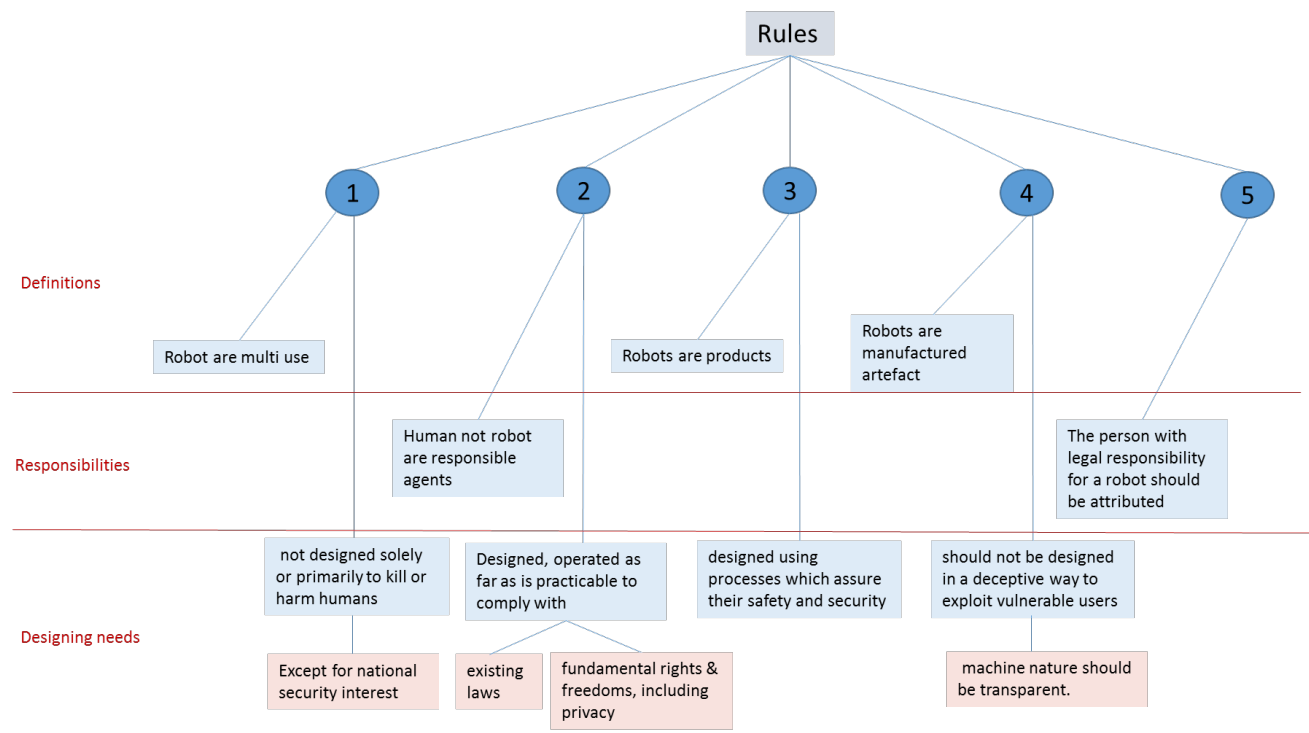 Rules
1
2
3
4
5
Definitions
Robot are multi use
Robots are products
Robots are
manufactured
artefact
Responsibilities
Human not robot
are responsible
agents
The person with
legal responsibility
for a robot should
be attributed
Designing needs
not designed solely
or primarily to kill or
harm humans
Designed, operated as
far as is practicable to
comply with
designed using
processes which assure
their safety and security
should not be designed
in a deceptive way to
exploit vulnerable users
Except for national
security interest
existing
laws
fundamental rights &
freedoms, including
privacy
machine nature should
be transparent.